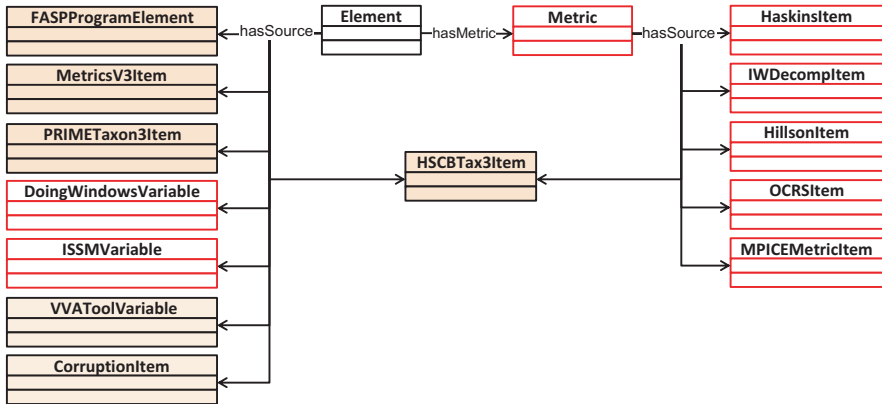 FASPProgramElement
hasSource
Element
hasMetric
Metric
hasSource
HaskinsItem
MetricsV3Item
IWDecompItem
PRIMETaxon3Item
HillsonItem
HSCBTax3Item
DoingWindowsVariable
OCRSItem
ISSMVariable
MPICEMetricItem
VVAToolVariable
CorruptionItem